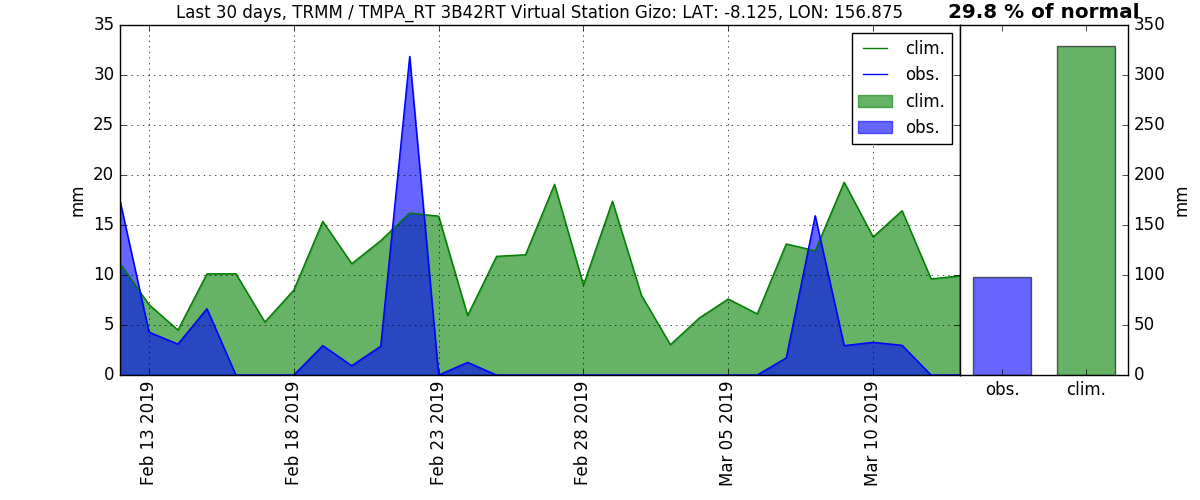 Last 30 days, TRMM / TMPA_RT 3B42RT Virtual Station Gizo: LAT: -8.125, LON: 156.875
29.8 % of normal
35
30
25
20
15
10
5
0
mm
clim.
obs.
clim.
obs.
350
300
250
200
150
100
50
0
mm
obs.
clim.
Feb 13 2019
Feb 18 2019
Feb 23 2019
Feb 28 2019
Mar 05 2019
Mar 10 2019